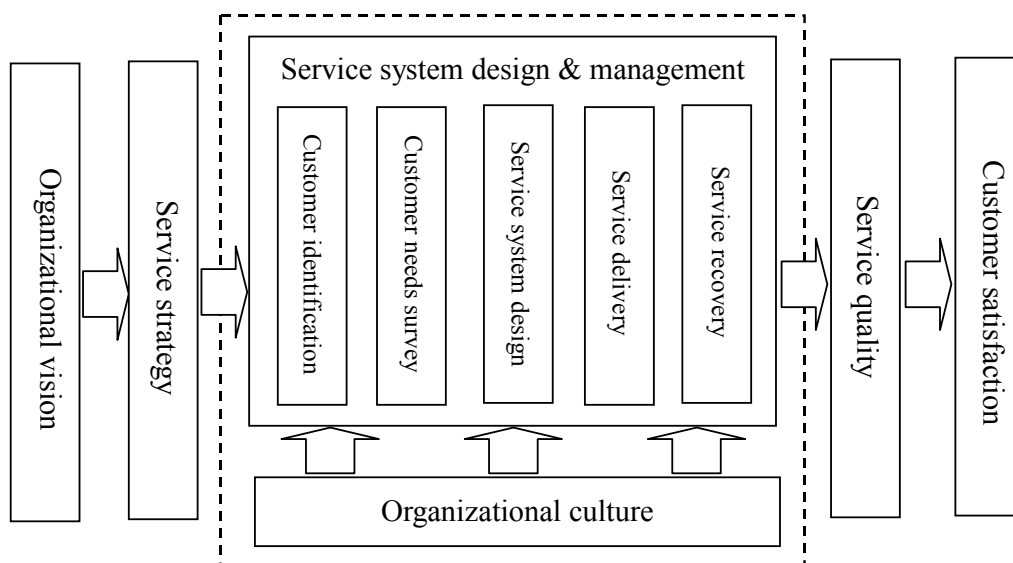 Organizational vision
Service strategy
Service system design & management
Customer identification
Customer needs survey
Service system design
Service delivery
Service recovery
Organizational culture
Service quality
Customer satisfaction